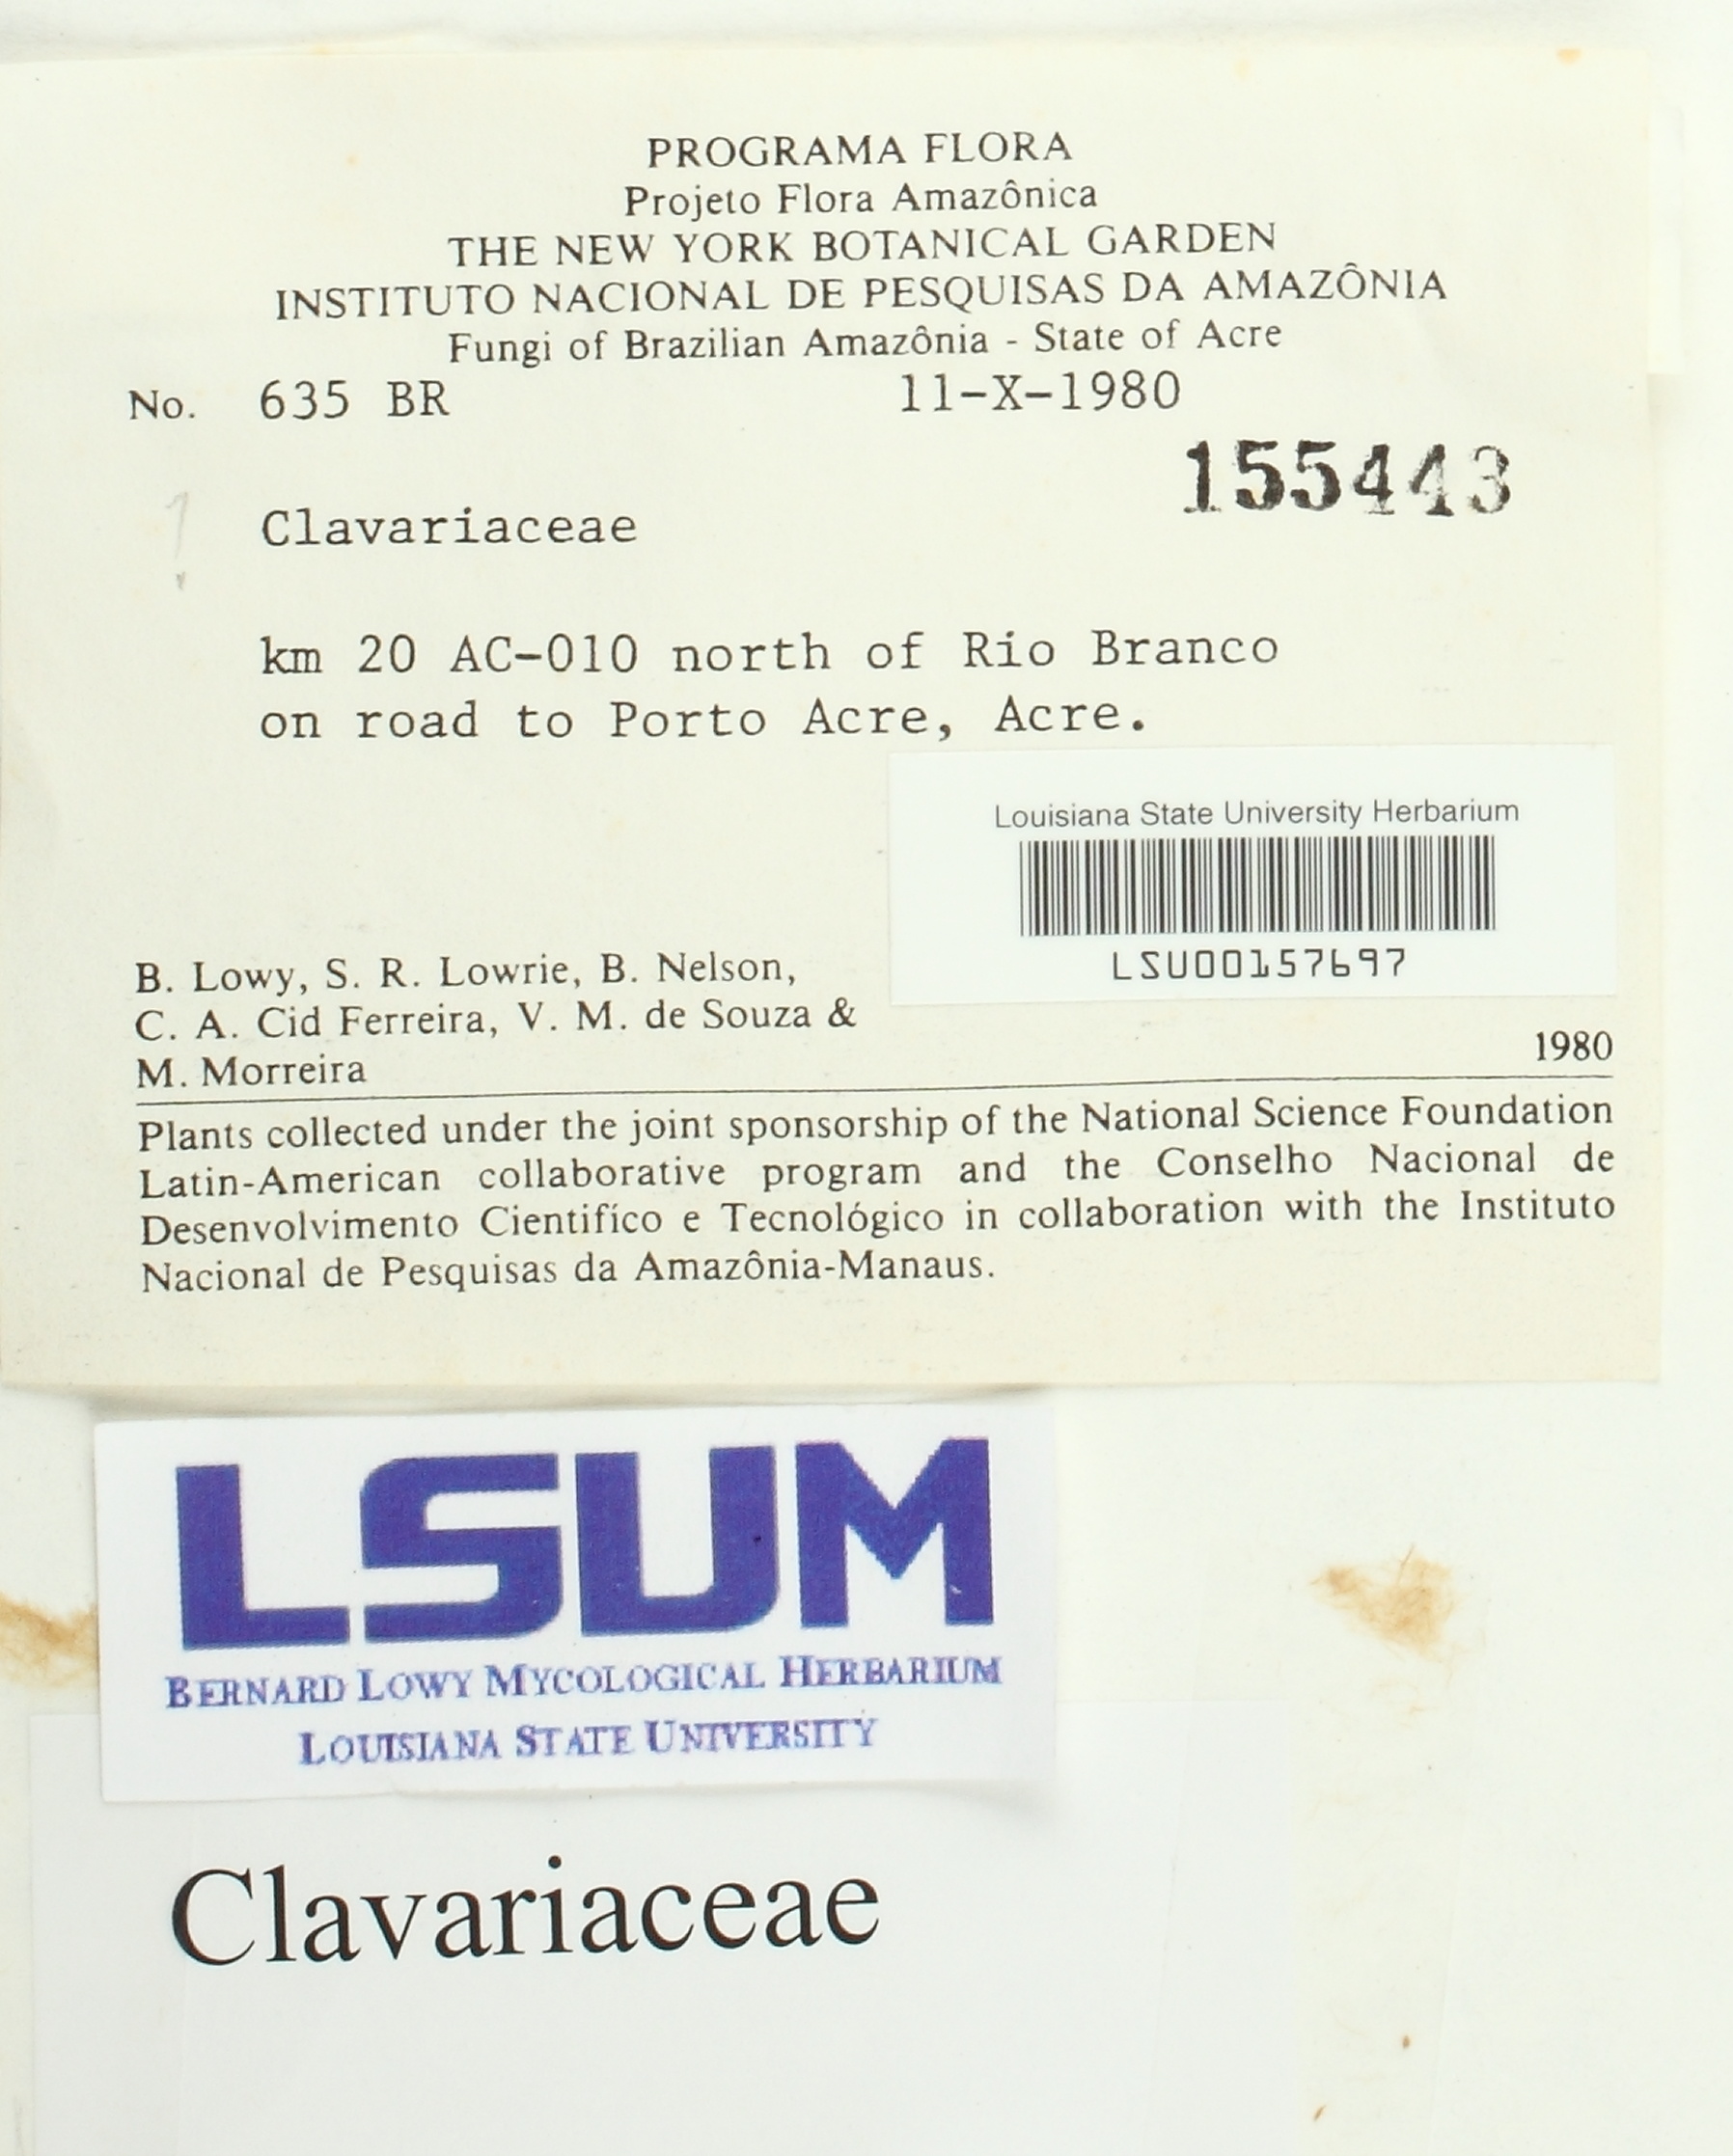 PROGRAMA FLORA
Projeto Flora Amazônica
THE NEW YORK BOTANICAL GARDEN
INSTITUTO NACIONAL DE PESQUISAS DA AMAZÔNIA
Fungi of Brazilian Amazônia - State of Acre
No. 635 BR 11-X-1980
155443
? Clavariaceae
km 20 AC-010 north of Rio Branco
on road to Porto Acre, Acre.
Louisiana State University Herbarium
LSU00157697
B. Lowy, S. R. Lowrie, B. Nelson,
C. A. Cid Ferreira, V. M. de Souza &
M. Morreira
1980
Plants collected under the joint sponsorship of the National Science Foundation
Latin-American collaborative program and the Conselho Nacional de
Desenvolvimento Cientifíco e Tecnológico in collaboration with the Instituto
Nacional de Pesquisas da Amazônia-Manaus.
LSUM
BERNARD LOWY MYCOLOGICAL HERBARIUM
LOUISIANA STATE UNIVERSITY
Clavariaceae